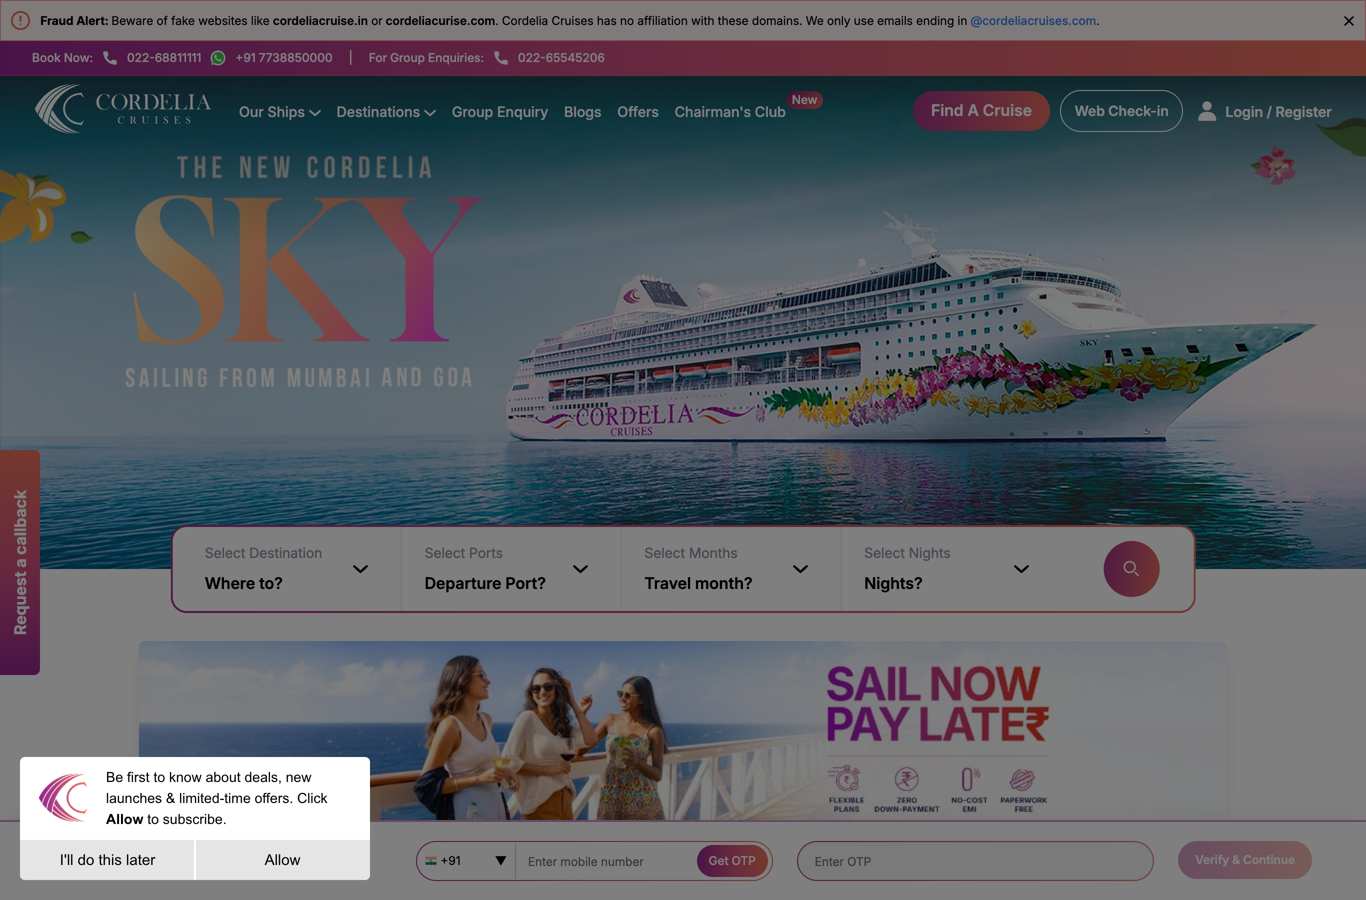 Fraud Alert: Beware of fake websites like cordeliacruise.in or cordeliacurise.com. Cordelia Cruises has no affiliation with these domains. We only use emails ending in @cordeliacruises.com.
Book Now: 022-68811111 +91 7738850000 | For Group Enquiries: 022-65545206
CORDELIA
CRUISES
Our Ships
Destinations
Group Enquiry
Blogs
Offers
Chairman's Club
New
Find A Cruise
Web Check-in
Login / Register
THE NEW CORDELIA
SKY
SAILING FROM MUMBAI AND GOA
SKY
CORDELIA
CRUISES
Request a callback
Select Destination
Where to?
Select Ports
Departure Port?
Select Months
Travel month?
Select Nights
Nights?
SAIL NOW
PAY LATE₹
FLEXIBLE
PLANS
ZERO
DOWN-PAYMENT
0%
NO-COST
EMI
PAPERWORK
FREE
Be first to know about deals, new
launches & limited-time offers. Click
Allow to subscribe.
I'll do this later
Allow
+91
Enter mobile number
Get OTP
Enter OTP
Verify & Continue